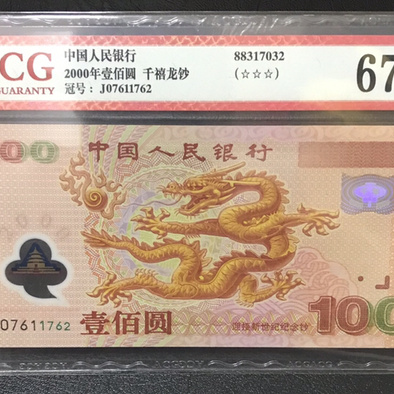 CG
GUARANTY
中国人民银行
2000年壹佰圆 千禧龙钞
冠号: J07611762
88317032
(☆☆☆)
67
00
中国人民银行
J07611762
壹佰圆
迎接新世纪纪念钞
100